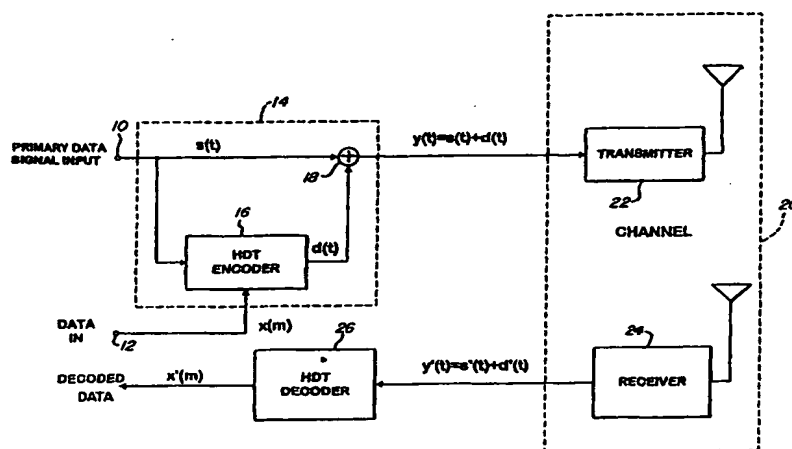 14
10
PRIMARY DATA
SIGNAL INPUT
s(t)
18
y(t)=s(t)+d(t)
TRANSMITTER
22
20
CHANNEL
16
HDT
ENCODER
d(t)
DATA
IN
12
x(m)
26
HDT
DECODER
DECODED
DATA
x'(m)
y'(t)=s'(t)+d'(t)
24
RECEIVER